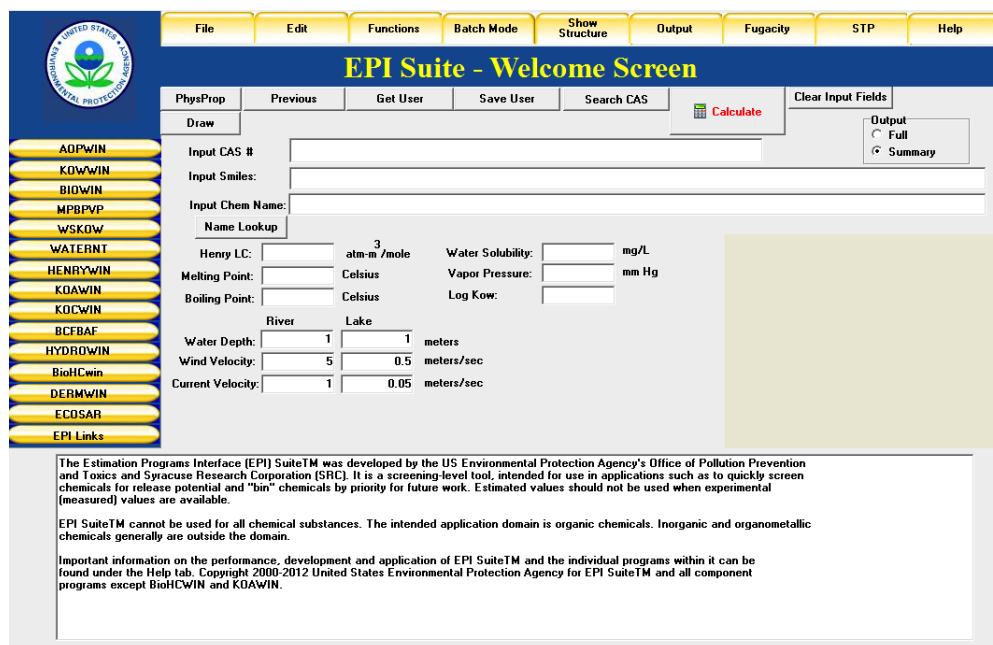 UNITED STATES
ENVIRONMENTAL PROTECTION AGENCY
File Edit Functions Batch Mode Show Structure Output Fugacity STP Help
EPI Suite - Welcome Screen
PhysProp Previous Get User Save User Search CAS Calculate Clear Input Fields
Draw
Output
Full
Summary
AOPWIN
KOWWIN
BIOWIN
MPBPVP
WSKOW
WATERNT
HENRYWIN
KOAWIN
KOCWIN
BCFBAF
HYDROWIN
BioHCwin
DERMWIN
ECOSAR
EPI Links
Input CAS #
Input Smiles:
Input Chem Name:
Name Lookup
Henry LC: atm-m3/mole Water Solubility: mg/L
Melting Point: Celsius Vapor Pressure: mm Hg
Boiling Point: Celsius Log Kow:
River Lake
Water Depth: 1 1 meters
Wind Velocity: 5 0.5 meters/sec
Current Velocity: 1 0.05 meters/sec
The Estimation Programs Interface (EPI) SuiteTM was developed by the US Environmental Protection Agency's Office of Pollution Prevention
and Toxics and Syracuse Research Corporation (SRC). It is a screening-level tool, intended for use in applications such as to quickly screen
chemicals for release potential and "bin" chemicals by priority for future work. Estimated values should not be used when experimental
(measured) values are available.
EPI SuiteTM cannot be used for all chemical substances. The intended application domain is organic chemicals. Inorganic and organometallic
chemicals generally are outside the domain.
Important information on the performance, development and application of EPI SuiteTM and the individual programs within it can be
found under the Help tab. Copyright 2000-2012 United States Environmental Protection Agency for EPI SuiteTM and all component
programs except BioHCWIN and KOAWIN.